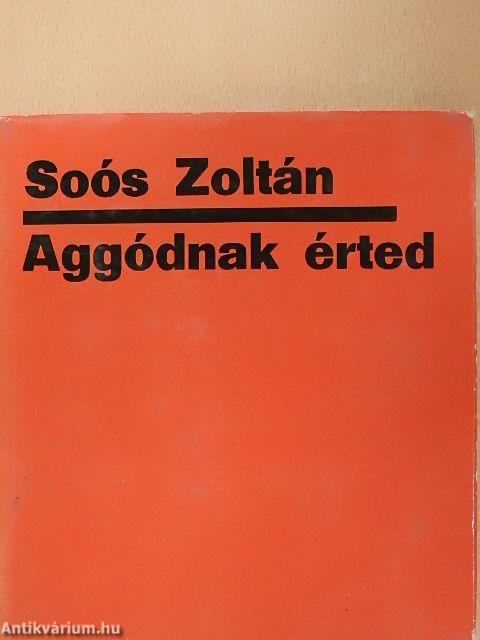 Soós Zoltán
Aggódnak érted
Antikvárium.hu